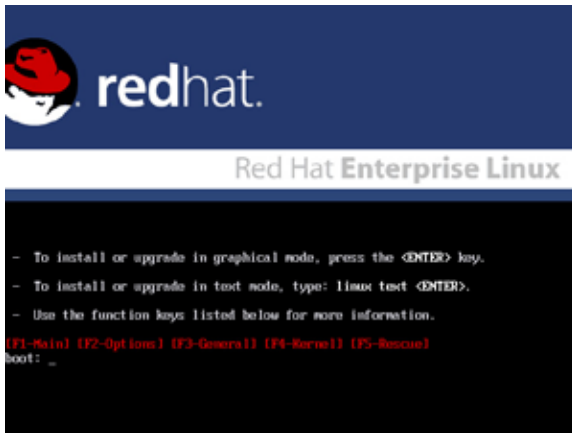 redhat.
Red Hat Enterprise Linux
- To install or upgrade in graphical mode, press the <ENTER> key.
- To install or upgrade in text mode, type: linux text <ENTER>.
- Use the function keys listed below for more information.
[F1-Main] [F2-Options] [F3-General] [F4-Kernel] [F5-Rescue]
boot: _